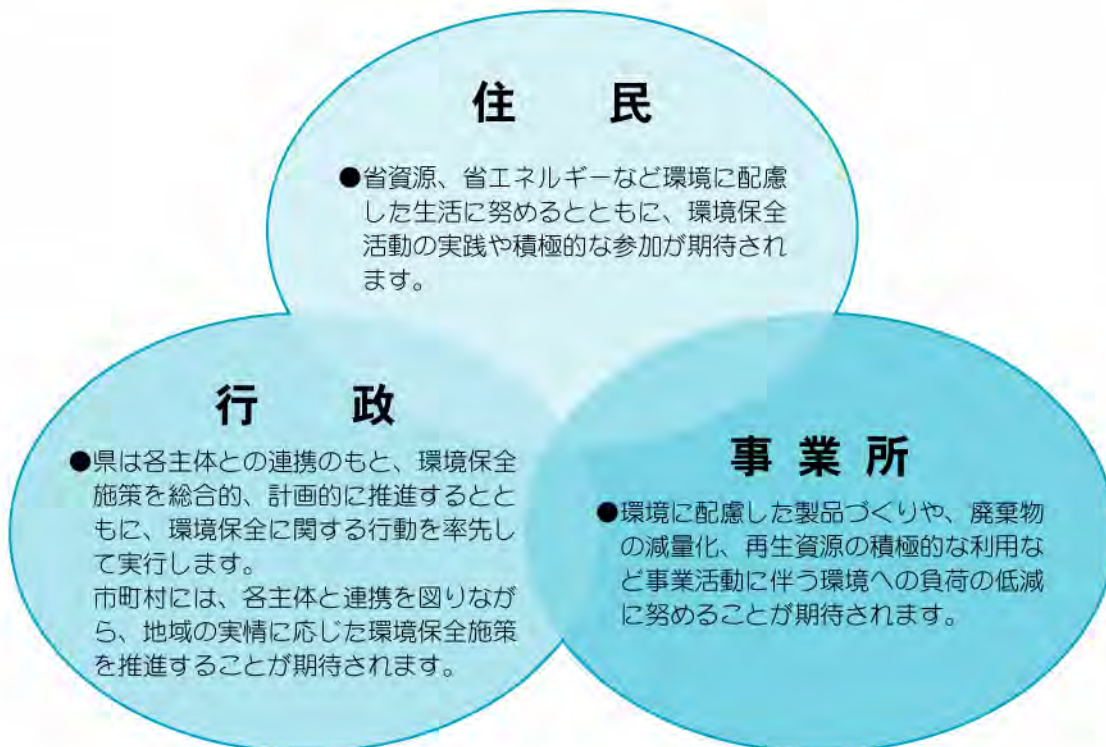 住　民
●省資源、省エネルギーなど環境に配慮
した生活に努めるとともに、環境保全
活動の実践や積極的な参加が期待され
ます。
行　政
●県は各主体との連携のもと、環境保全
施策を総合的、計画的に推進するとと
もに、環境保全に関する行動を率先し
て実行します。
市町村には、各主体と連携を図りなが
ら、地域の実情に応じた環境保全施策
を推進することが期待されます。
事 業 所
●環境に配慮した製品づくりや、廃棄物
の減量化、再生資源の積極的な利用な
ど事業活動に伴う環境への負荷の低減
に努めることが期待されます。